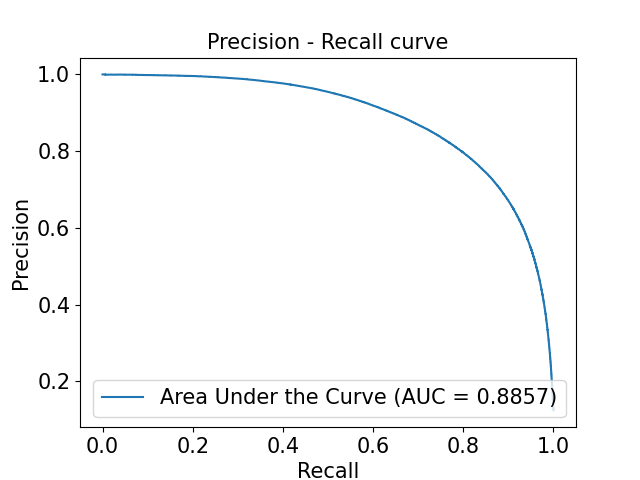 Precision - Recall curve
1.0
0.8
0.6
0.4
0.2
Precision
Area Under the Curve (AUC = 0.8857)
0.0 0.2 0.4 0.6 0.8 1.0
Recall